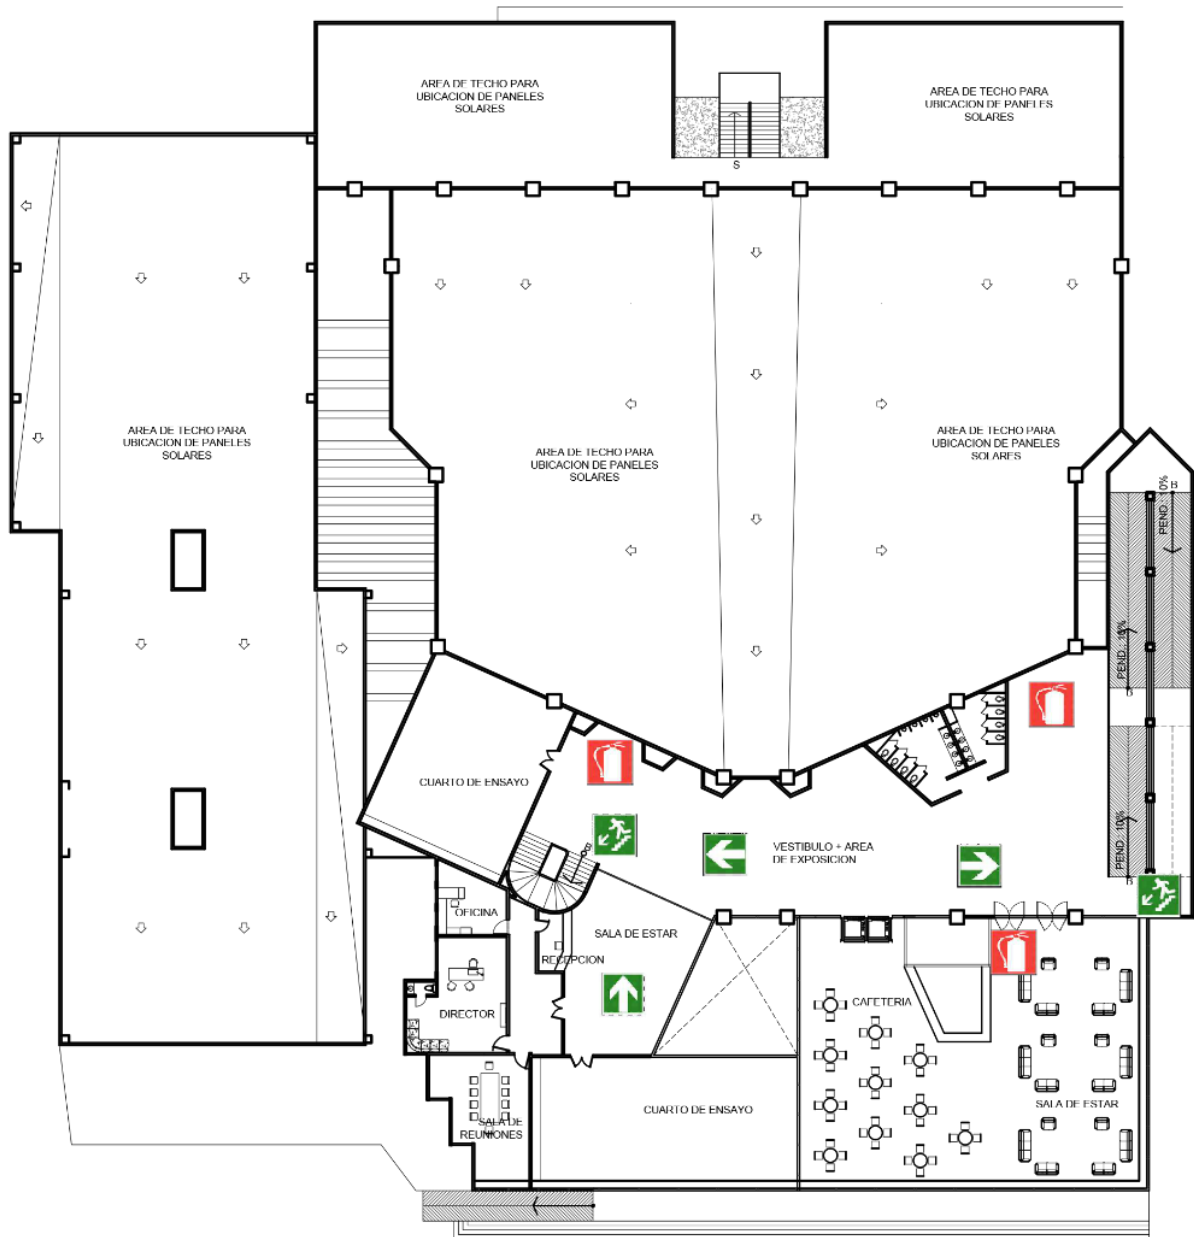 AREA DE TECHO PARA
UBICACION DE PANELES
SOLARES
AREA DE TECHO PARA
UBICACION DE PANELES
SOLARES
S
AREA DE TECHO PARA
UBICACION DE PANELES
SOLARES
AREA DE TECHO PARA
UBICACION DE PANELES
SOLARES
AREA DE TECHO PARA
UBICACION DE PANELES
SOLARES
PEND.: 10%
B
PEND.: 10%
B
CUARTO DE ENSAYO
VESTIBULO + AREA
DE EXPOSICION
PEND.: 10%
B
B
OFICINA
SALA DE ESTAR
RECEPCION
DIRECTOR
CAFETERIA
SALA DE ESTAR
CUARTO DE ENSAYO
SALA DE
REUNIONES